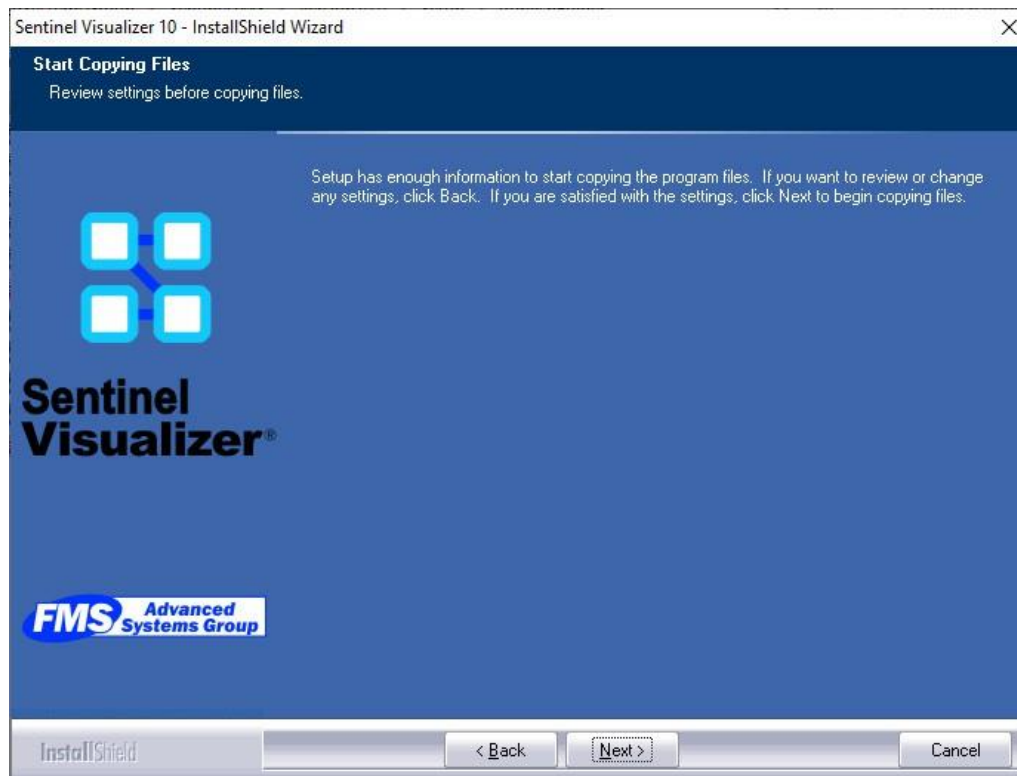 Sentinel Visualizer 10 - InstallShield Wizard
Start Copying Files
Review settings before copying files.
Setup has enough information to start copying the program files.  If you want to review or change
any settings, click Back.  If you are satisfied with the settings, click Next to begin copying files.
Sentinel
Visualizer®
FMS Advanced
Systems Group
InstallShield
< Back
Next >
Cancel